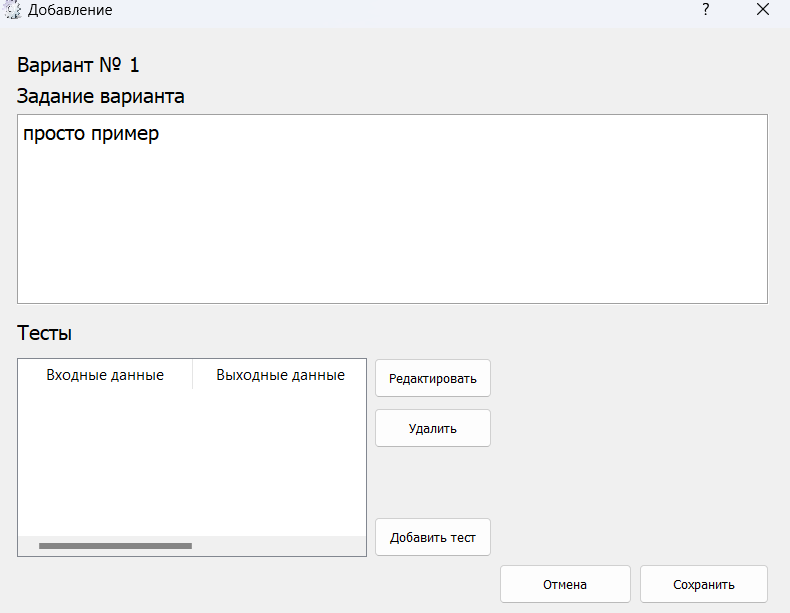 Добавление ?
Вариант № 1
Задание варианта
просто пример
Тесты
Входные данные Выходные данные
Редактировать
Удалить
Добавить тест
Отмена Сохранить